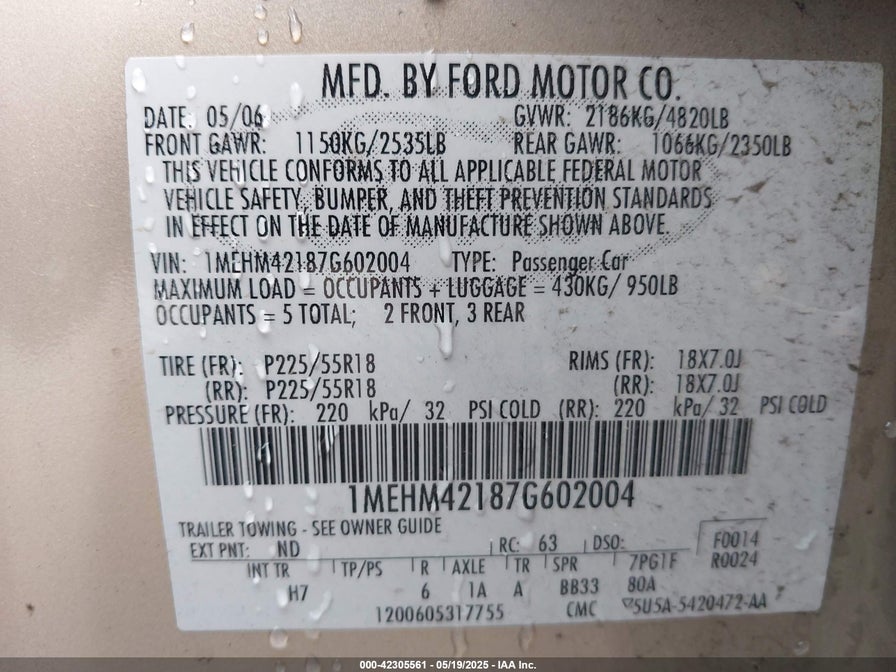 MFD. BY FORD MOTOR CO.
DATE: 05/06 GVWR: 2186KG/4820LB
FRONT GAWR: 1150KG/2535LB REAR GAWR: 1066KG/2350LB
THIS VEHICLE CONFORMS TO ALL APPLICABLE FEDERAL MOTOR
VEHICLE SAFETY, BUMPER, AND THEFT PREVENTION STANDARDS
IN EFFECT ON THE DATE OF MANUFACTURE SHOWN ABOVE.
VIN: 1MEHM42187G602004 TYPE: Passenger Car
MAXIMUM LOAD = OCCUPANTS + LUGGAGE = 430KG/ 950LB
OCCUPANTS = 5 TOTAL; 2 FRONT, 3 REAR
TIRE (FR): P225/55R18 RIMS (FR): 18X7.0J
(RR): P225/55R18 (RR): 18X7.0J
PRESSURE (FR): 220 kPa/ 32 PSI COLD (RR): 220 kPa/ 32 PSI COLD
1MEHM42187G602004
TRAILER TOWING - SEE OWNER GUIDE
EXT PNT: ND RC: 63 DSO: F0014
R0024
INT TR TP/PS R AXLE TR SPR 7PG1F
H7 6 1A A BB33 80A
1200605317755 CMC 5U5A-5420472-AA
000-42305561 - 05/19/2025 - IAA Inc.